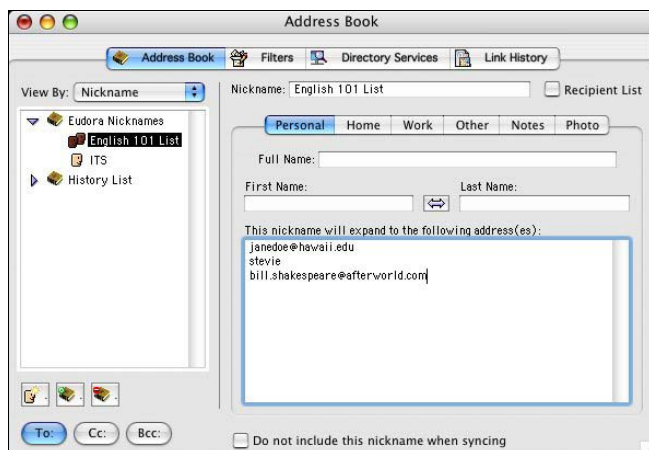 Address Book
Address Book Filters Directory Services Link History
View By: Nickname
Eudora Nicknames
English 101 List
ITS
History List
To: Cc: Bcc:
Nickname: English 101 List
Recipient List
Personal Home Work Other Notes Photo
Full Name:
First Name: Last Name:
This nickname will expand to the following address(es):
janedoe@hawaii.edu
stevie
bill.shakespeare@afterworld.com
Do not include this nickname when syncing